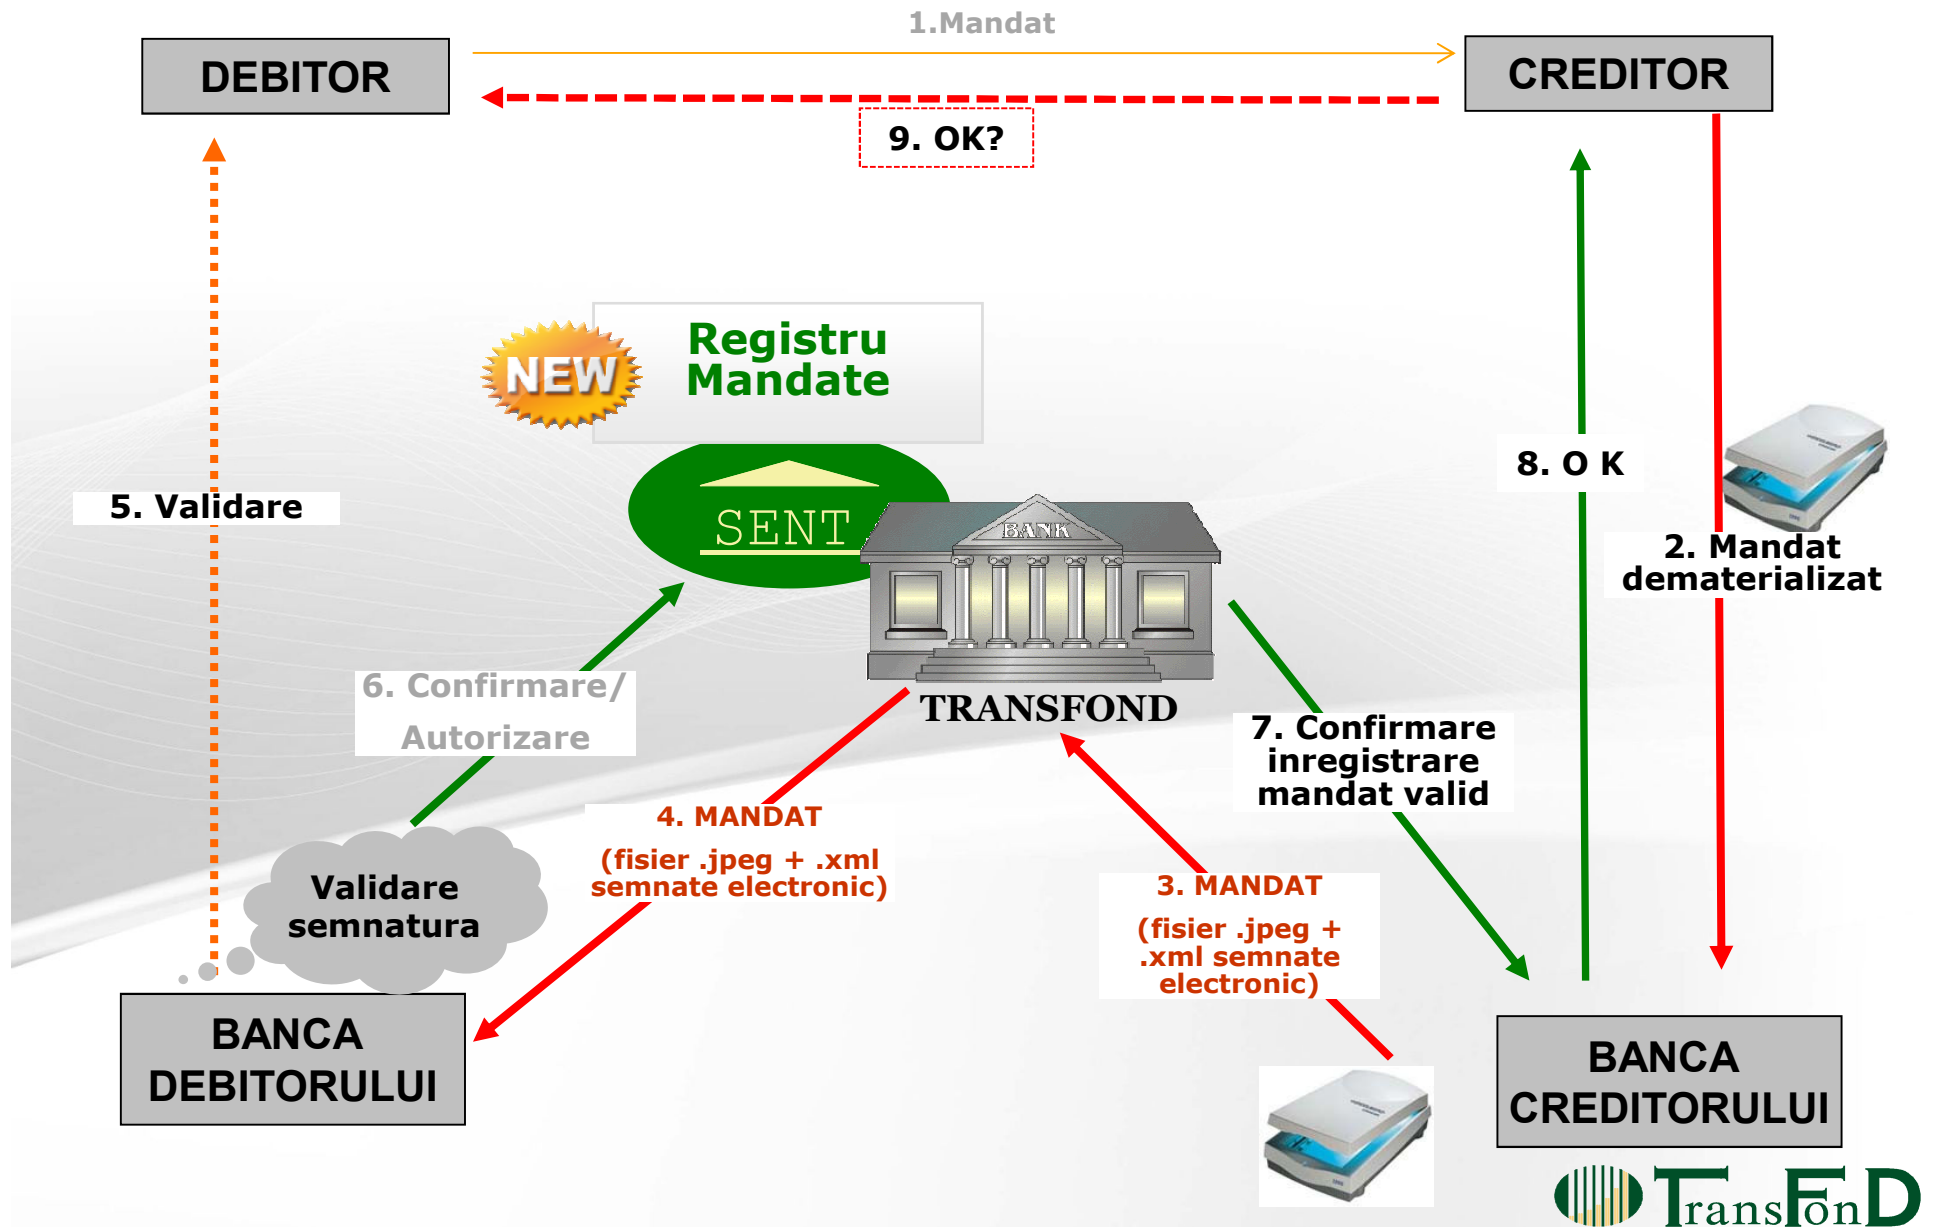 1.Mandat
DEBITOR
CREDITOR
9. OK?
NEW
Registru
Mandate
8. O K
5. Validare
SENT
BANK
2. Mandat
dematerializat
6. Confirmare/
Autorizare
TRANSFOND
7. Confirmare
inregistrare
mandat valid
4. MANDAT
(fisier .jpeg + .xml
semnate electronic)
3. MANDAT
(fisier .jpeg +
.xml semnate
electronic)
Validare
semnatura
BANCA
DEBITORULUI
BANCA
CREDITORULUI
TransFonD